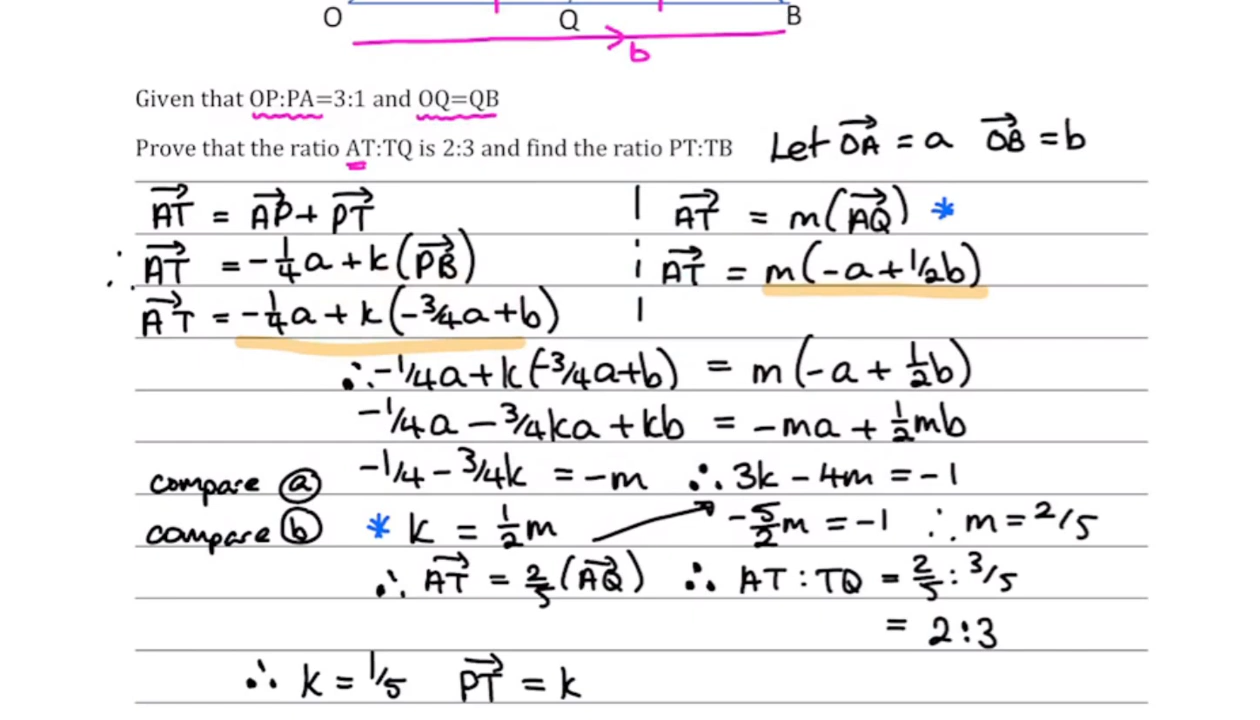 O Q B
b
Given that OP:PA=3:1 and OQ=QB
Prove that the ratio AT:TQ is 2:3 and find the ratio PT:TB Let OA⃗ = a OB⃗ = b
AT⃗ = AP⃗ + PT⃗ | AT⃗ = m(AQ⃗) *
∴ AT⃗ = -1/4a + k(PB⃗) | AT⃗ = m(-a + 1/2b)
AT⃗ = -1/4a + k(-3/4a + b) |
∴ -1/4a + k(-3/4a + b) = m(-a + 1/2b)
-1/4a - 3/4ka + kb = -ma + 1/2mb
compare a -1/4 - 3/4k = -m ∴ 3k - 4m = -1
compare b * k = 1/2m → -5/2m = -1 ∴ m = 2/5
∴ AT⃗ = 2/5(AQ⃗) ∴ AT : TQ = 2/5 : 3/5
= 2:3
∴ k = 1/5 PT⃗ = k